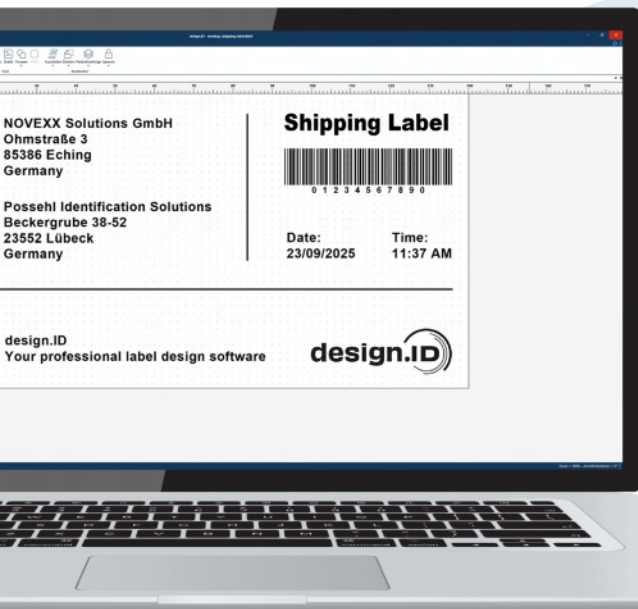 NOVEXX Solutions GmbH
Ohmstraße 3
85386 Eching
Germany
Possehl Identification Solutions
Beckergrube 38-52
23552 Lübeck
Germany
Shipping Label
0 1 2 3 4 5 6 7 8 9 0
Date:
Time:
23/09/2025
11:37 AM
design.ID
Your professional label design software
design.ID
command
option